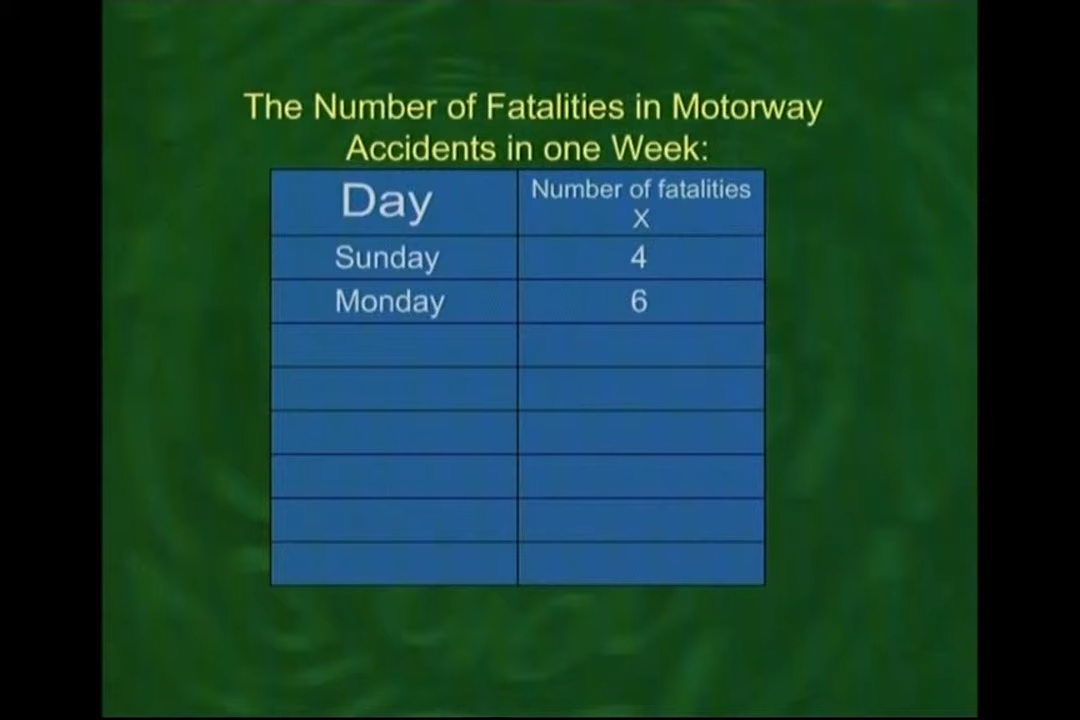 The Number of Fatalities in Motorway
Accidents in one Week:
Day
Number of fatalities
X
Sunday 4
Monday 6